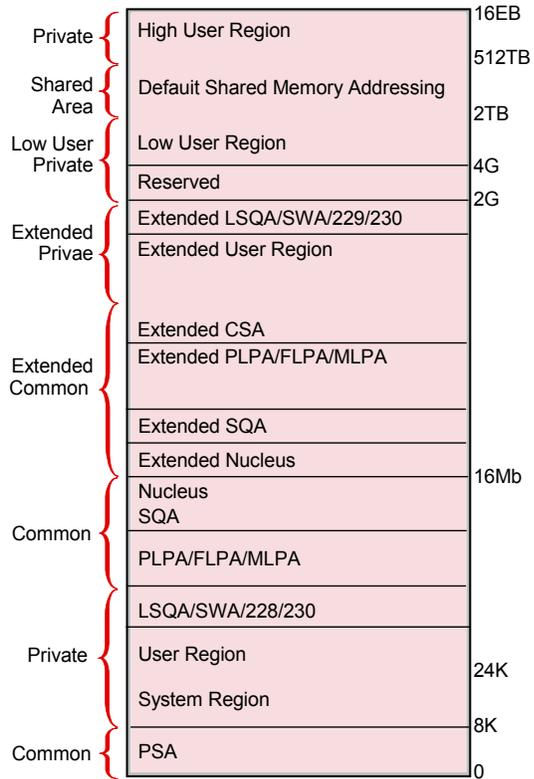 16EB
Private
High User Region
512TB
Shared
Area
Default Shared Memory Addressing
2TB
Low User
Private
Low User Region
4G
Reserved
2G
Extended LSQA/SWA/229/230
Extended
Privae
Extended User Region
Extended CSA
Extended PLPA/FLPA/MLPA
Extended
Common
Extended SQA
Extended Nucleus
16Mb
Nucleus
SQA
Common
PLPA/FLPA/MLPA
LSQA/SWA/228/230
Private
User Region
24K
System Region
8K
Common
PSA
0